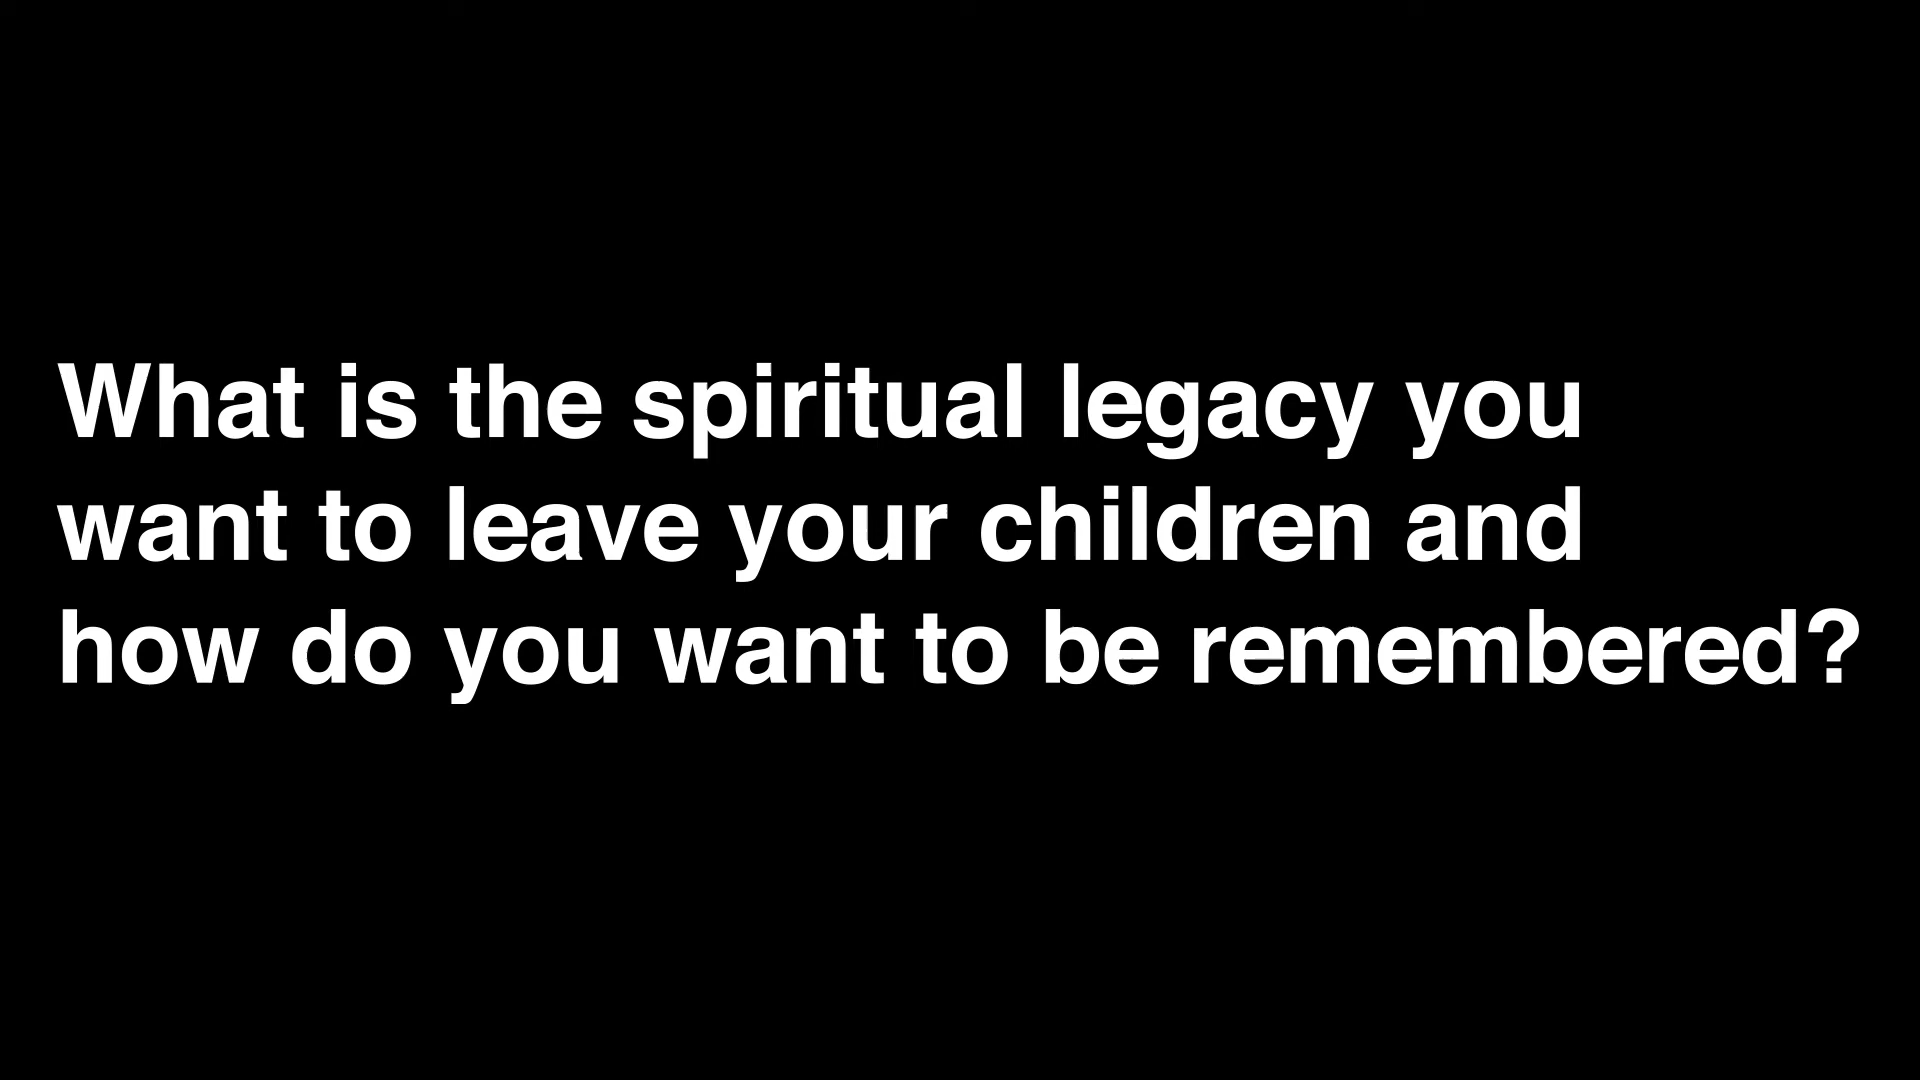 What is the spiritual legacy you
want to leave your children and
how do you want to be remembered?